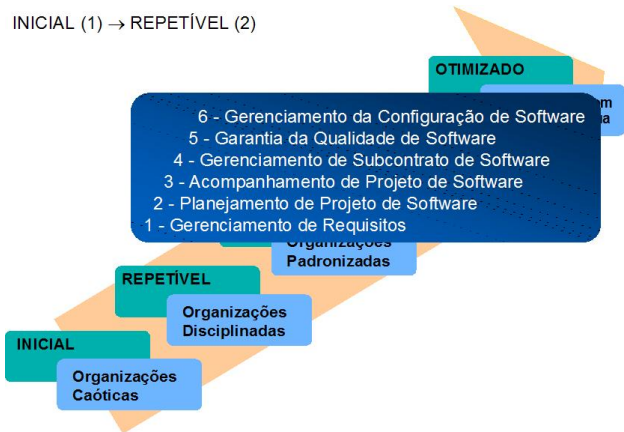 INICIAL (1) → REPETÍVEL (2)
OTIMIZADO
6 - Gerenciamento da Configuração de Software
5 - Garantia da Qualidade de Software
4 - Gerenciamento de Subcontrato de Software
3 - Acompanhamento de Projeto de Software
2 - Planejamento de Projeto de Software
1 - Gerenciamento de Requisitos
Organizações
Padronizadas
REPETÍVEL
Organizações
Disciplinadas
INICIAL
Organizações
Caóticas